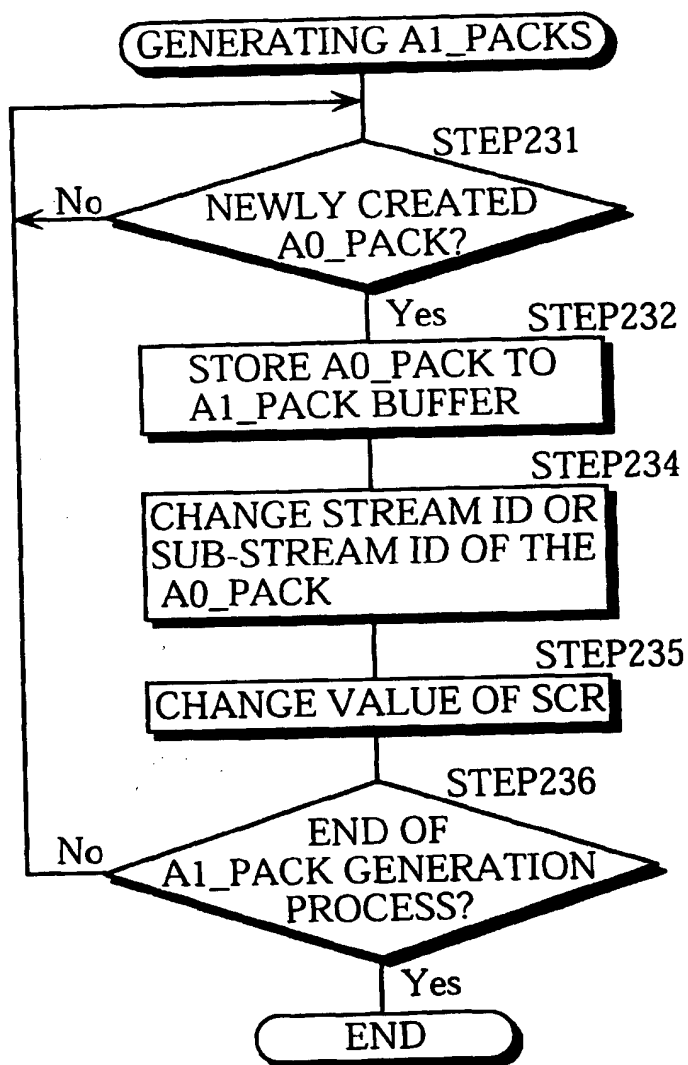 GENERATING A1_PACKS
STEP231
No
NEWLY CREATED
A0_PACK?
Yes
STEP232
STORE A0_PACK TO
A1_PACK BUFFER
STEP234
CHANGE STREAM ID OR
SUB-STREAM ID OF THE
A0_PACK
STEP235
CHANGE VALUE OF SCR
STEP236
No
END OF
A1_PACK GENERATION
PROCESS?
Yes
END